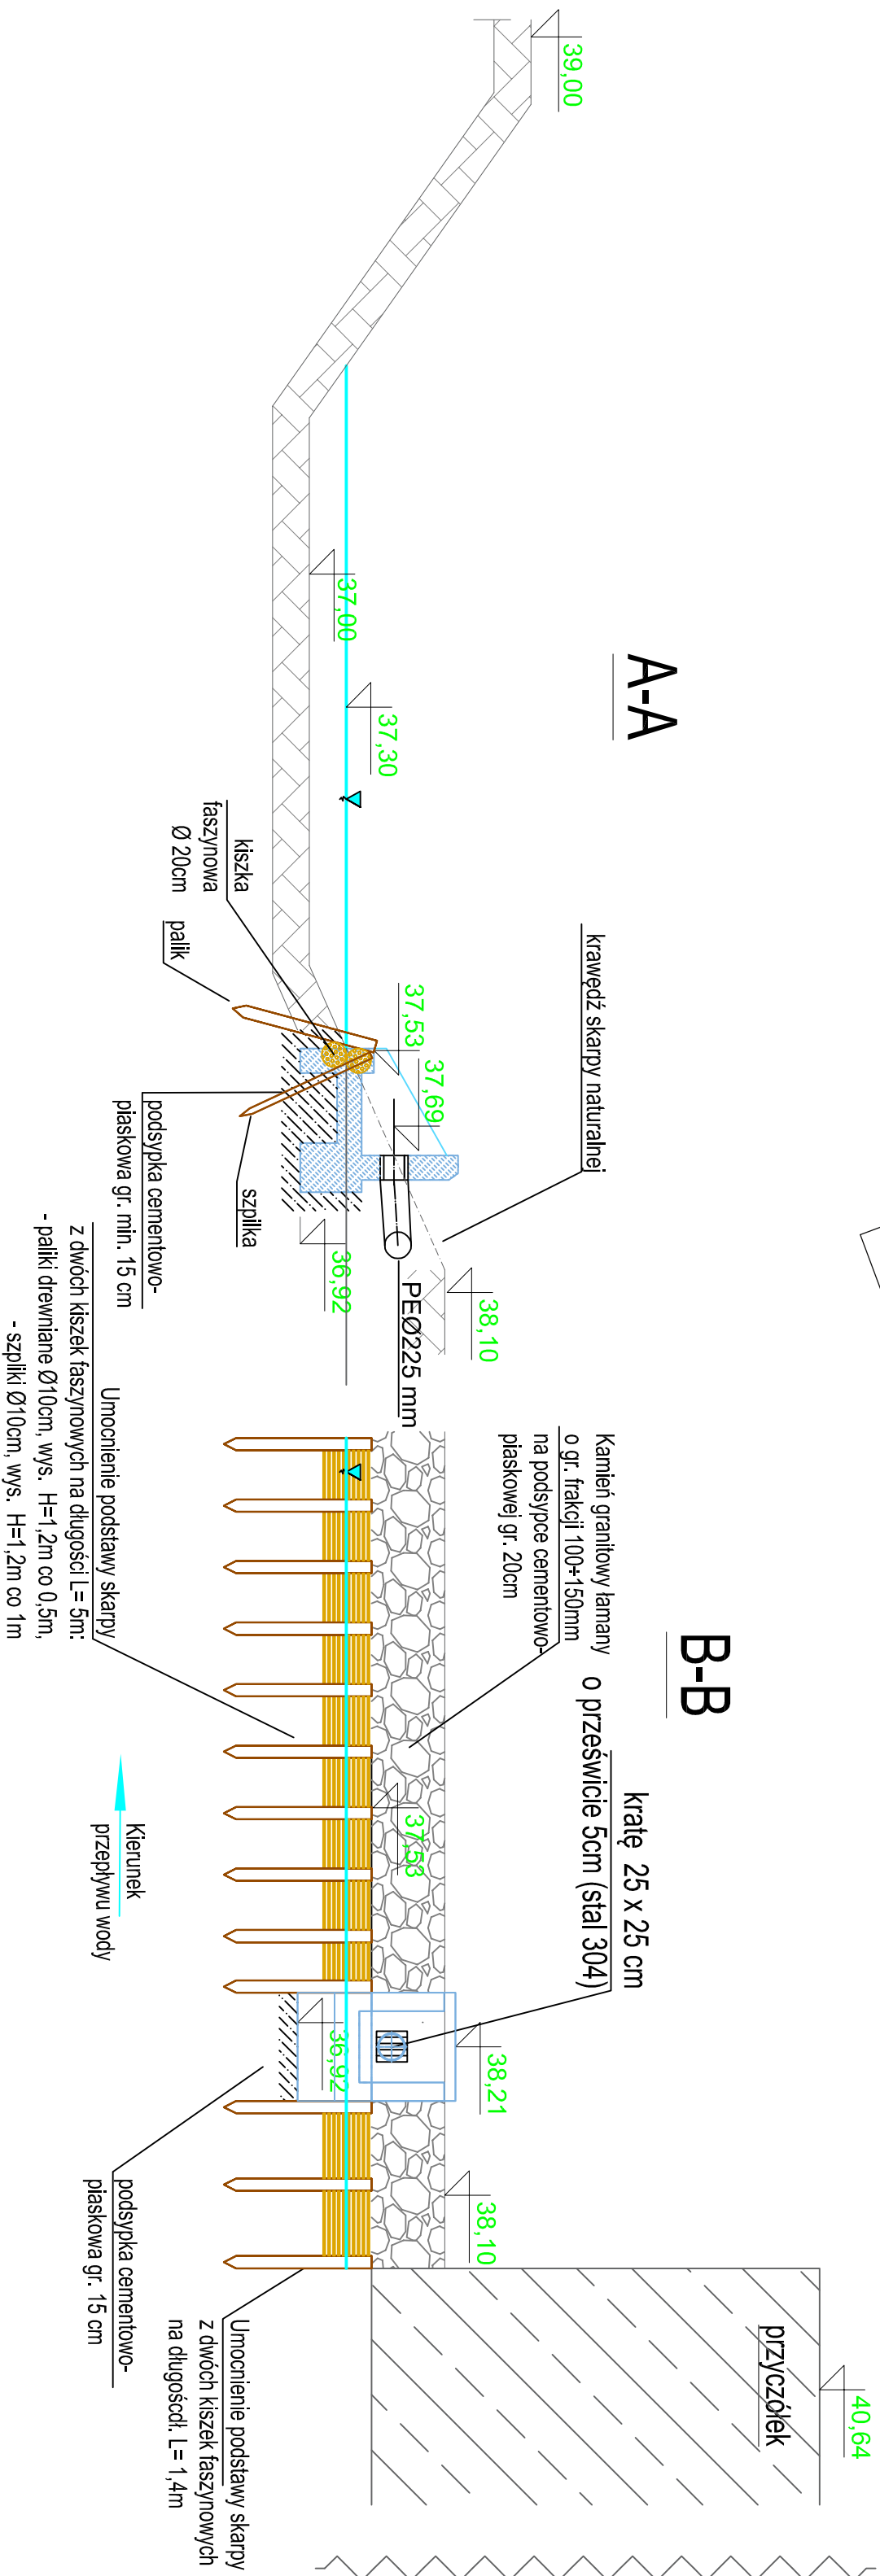 A-A
39,00
37,00
37,30
kiszka
faszynowa
Ø 20cm
palik
krawędź skarpy naturalnej
37,53
37,69
podsypka cementowo-
piaskowa gr. min. 15 cm
szpilka
36,92
38,10
PEØ225 mm
B-B
Kamień granitowy łamany
o gr. frakcji 100÷150mm
na podsypce cementowo-
piaskowej gr. 20cm
kratę 25 x 25 cm
o prześwicie 5cm (stal 304)
Umocnienie podstawy skarpy
z dwóch kiszek faszynowych na długości L= 5m:
- paliki drewniane Ø10cm, wys. H=1,2m co 0,5m,
- szpliki Ø10cm, wys. H=1,2m co 1m
37,53
Kierunek
przepływu wody
36,92
38,21
38,10
podsypka cementowo-
piaskowa gr. 15 cm
Umocnienie podstawy skarpy
z dwóch kiszek faszynowych
na długoścdł. L= 1,4m
przyczółek
40,64